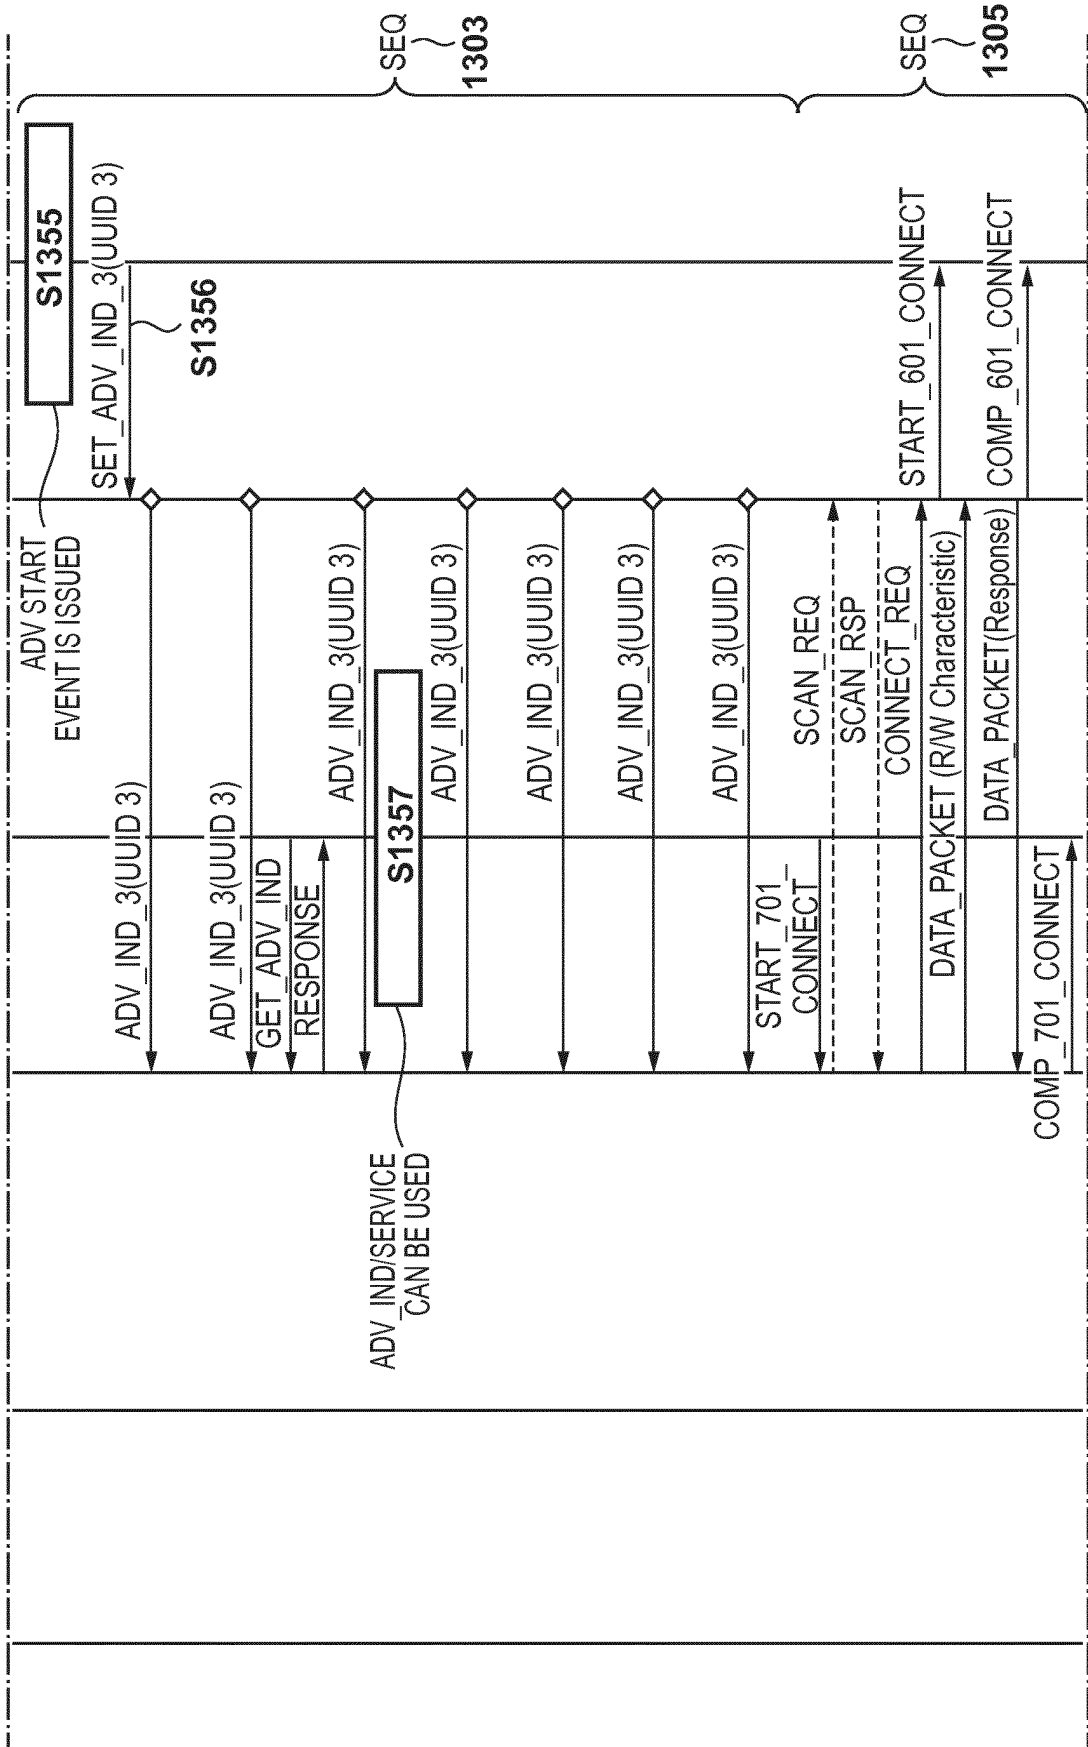 ADV START
EVENT IS ISSUED
S1355
SEQ
1303
SET_ADV_IND_3(UUID 3)
S1356
ADV_IND_3(UUID 3)
ADV_IND_3(UUID 3)
GET_ADV_IND
RESPONSE
ADV_IND_3(UUID 3)
ADV_IND/SERVICE
CAN BE USED
S1357
ADV_IND_3(UUID 3)
ADV_IND_3(UUID 3)
ADV_IND_3(UUID 3)
ADV_IND_3(UUID 3)
START_701_
CONNECT
SCAN_REQ
SCAN_RSP
CONNECT_REQ
START_601_CONNECT
SEQ
1305
DATA_PACKET (R/W Characteristic)
DATA_PACKET(Response)
COMP_601_CONNECT
COMP_701_CONNECT